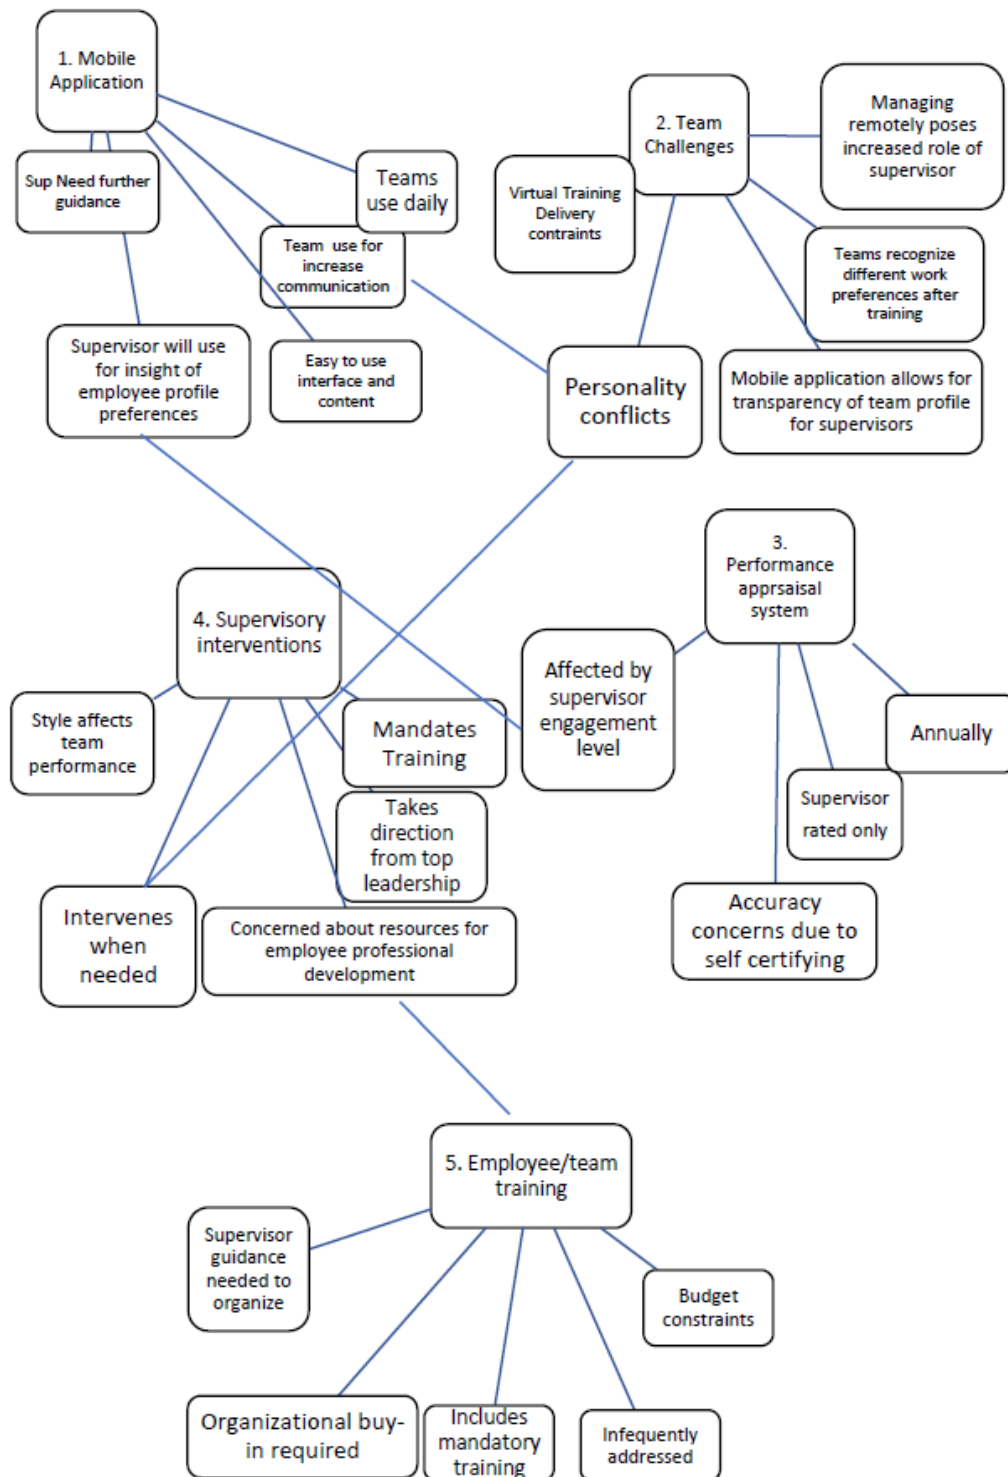 1. Mobile
Application
Sup Need further
guidance
Teams
use daily
Team use for
increase
communication
Supervisor will use
for insight of
employee profile
preferences
Easy to use
interface and
content
2. Team
Challenges
Managing
remotely poses
increased role of
supervisor
Virtual Training
Delivery
contraints
Teams recognize
different work
preferences after
training
Personality
conflicts
Mobile application allows for
transparency of team profile
for supervisors
3.
Performance
apprsaisal
system
Affected by
supervisor
engagement
level
Annually
Supervisor
rated only
Accuracy
concerns due to
self certifying
4. Supervisory
interventions
Style affects
team
performance
Mandates
Training
Takes
direction
from top
leadership
Intervenes
when
needed
Concerned about resources for
employee professional
development
5. Employee/team
training
Supervisor
guidance
needed to
organize
Budget
constraints
Organizational buy-
in required
Includes
mandatory
training
Infequently
addressed